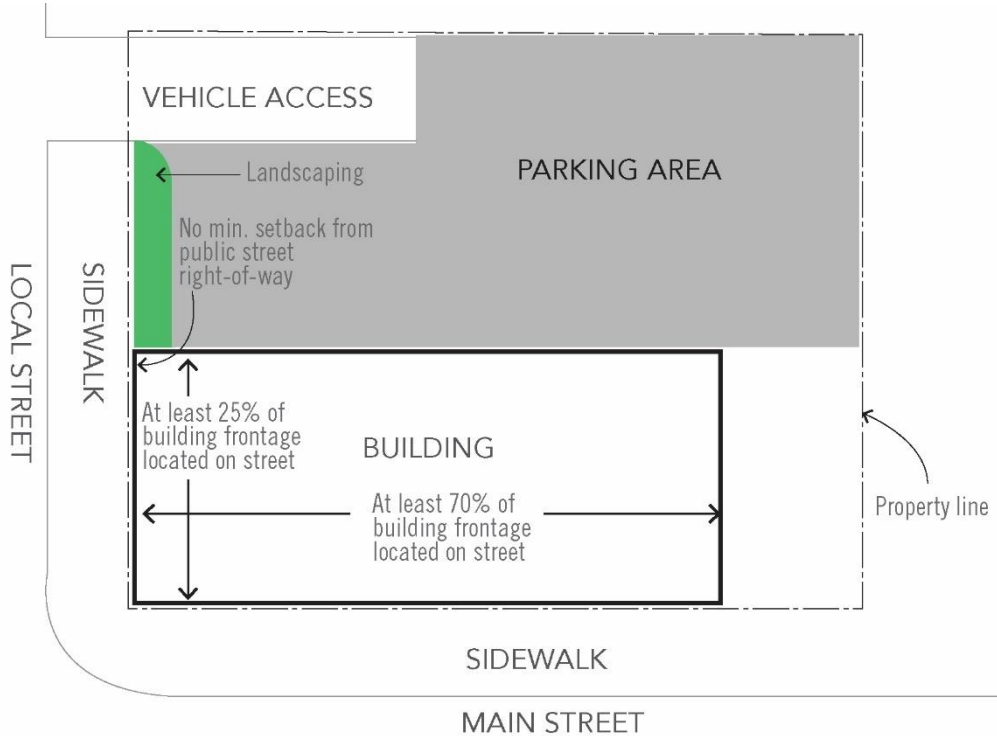 VEHICLE ACCESS
Landscaping
PARKING AREA
No min. setback from
public street
right-of-way
LOCAL STREET
SIDEWALK
At least 25% of
building frontage
located on street
BUILDING
At least 70% of
building frontage
located on street
Property line
SIDEWALK
MAIN STREET